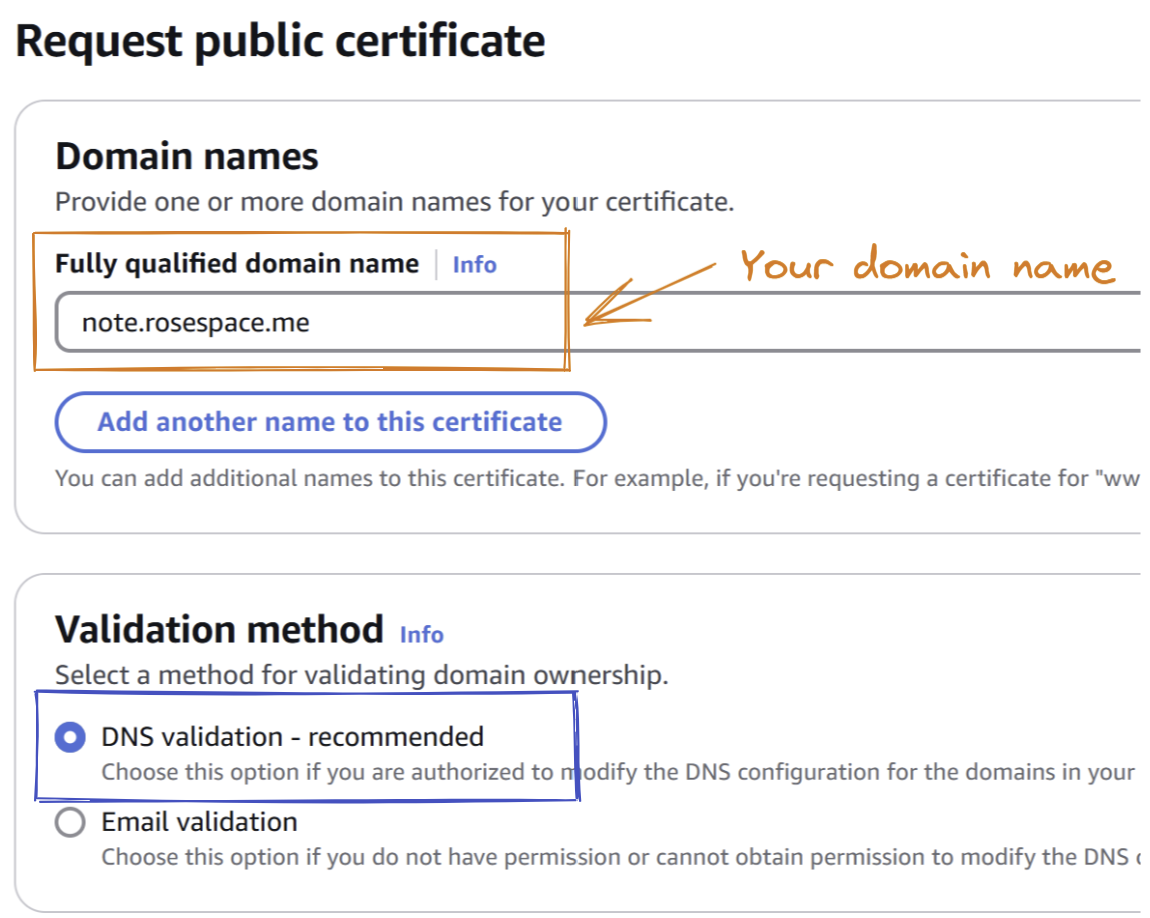 Request public certificate
Domain names
Provide one or more domain names for your certificate.
Fully qualified domain name Info
Your domain name
note.rosespace.me
Add another name to this certificate
You can add additional names to this certificate. For example, if you're requesting a certificate for "ww
Validation method Info
Select a method for validating domain ownership.
DNS validation - recommended
Choose this option if you are authorized to modify the DNS configuration for the domains in your
Email validation
Choose this option if you do not have permission or cannot obtain permission to modify the DNS